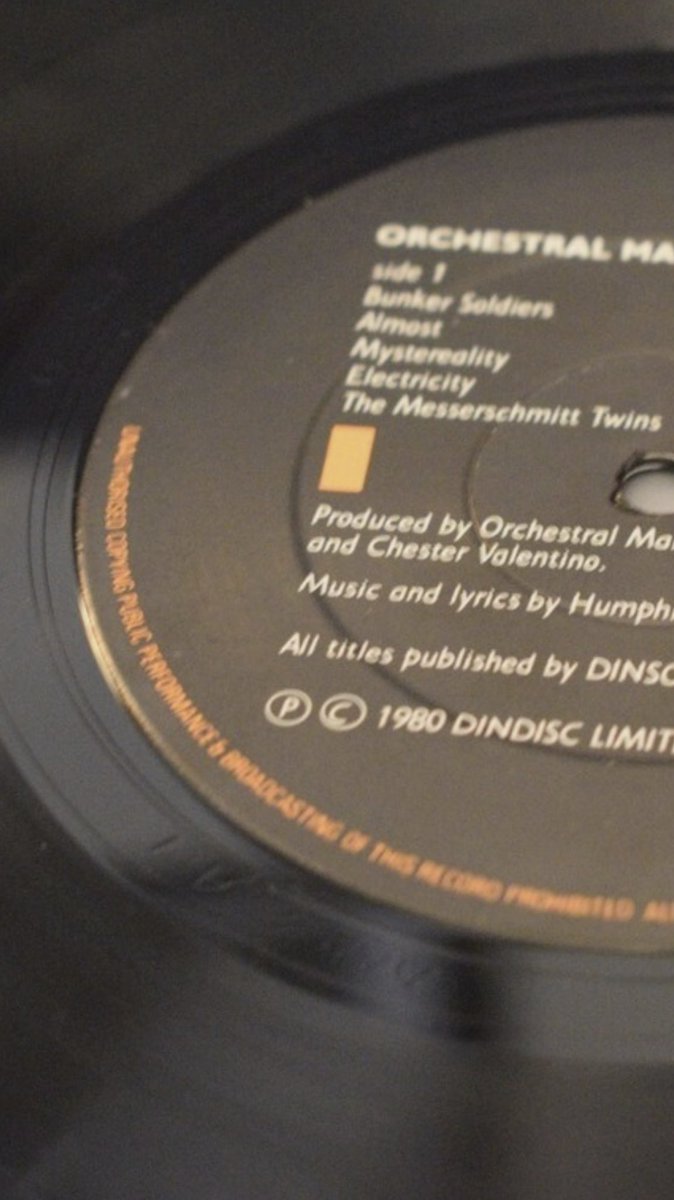 ORCHESTRAL MA
side 1
Bunker Soldiers
Almost
Mystereality
Electricity
The Messerschmitt Twins
Produced by Orchestral Ma
and Chester Valentino.
Music and lyrics by Humph
All titles published by DINSC
Ⓟ © 1980 DINDISC LIMIT
UNAUTHORISED COPYING PUBLIC PERFORMANCE & BROADCASTING OF THIS RECORD PROHIBITED AL